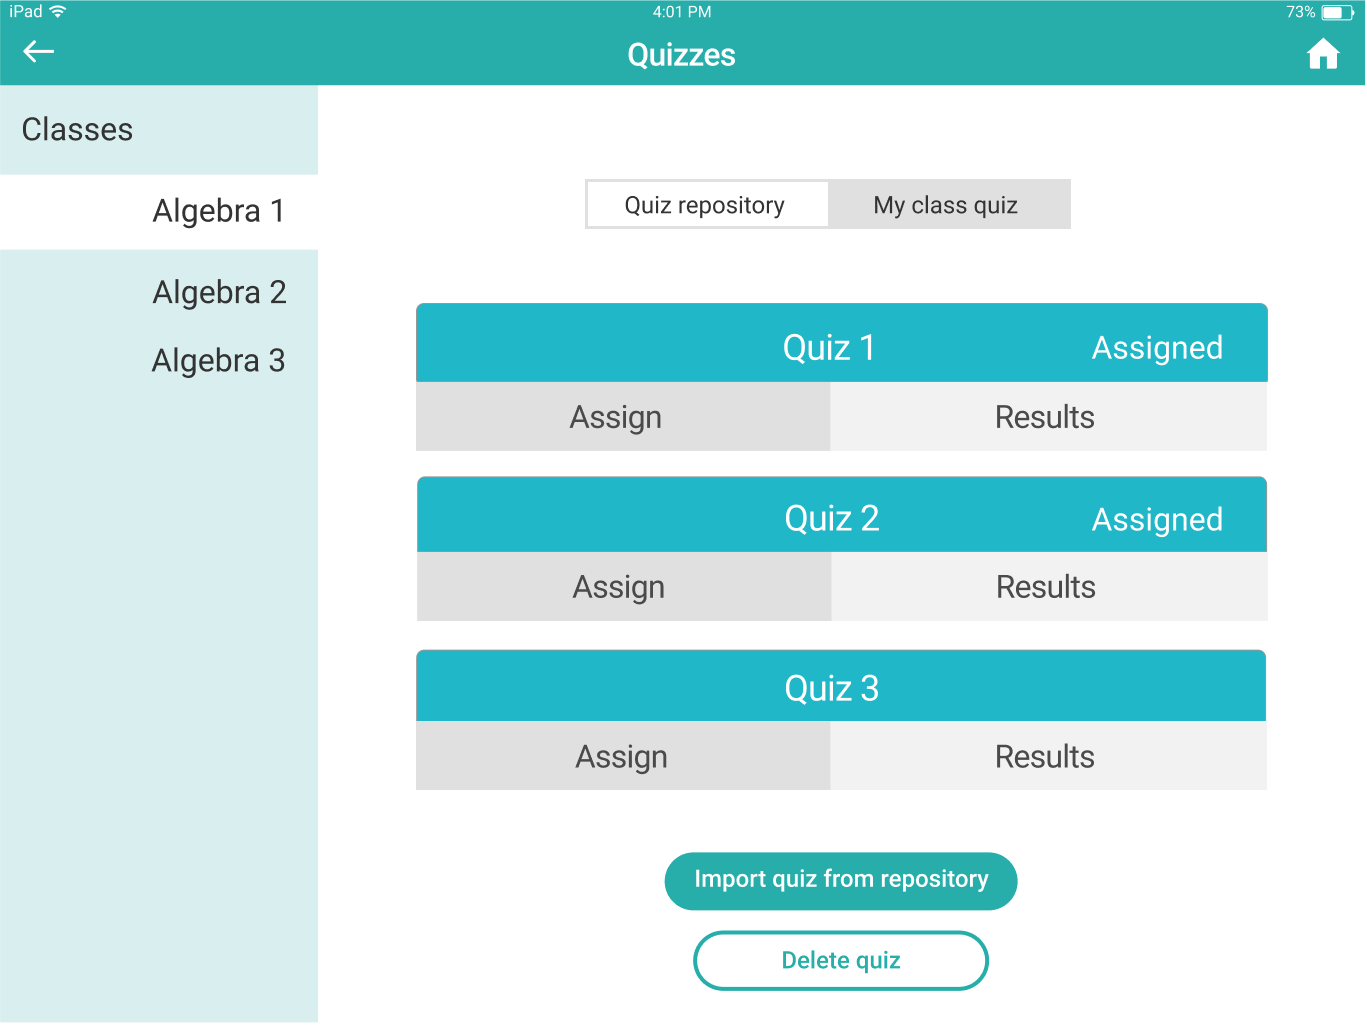 iPad 4:01 PM 73%
Quizzes
Classes
Algebra 1
Algebra 2
Algebra 3
Quiz repository My class quiz
Quiz 1 Assigned
Assign Results
Quiz 2 Assigned
Assign Results
Quiz 3
Assign Results
Import quiz from repository
Delete quiz